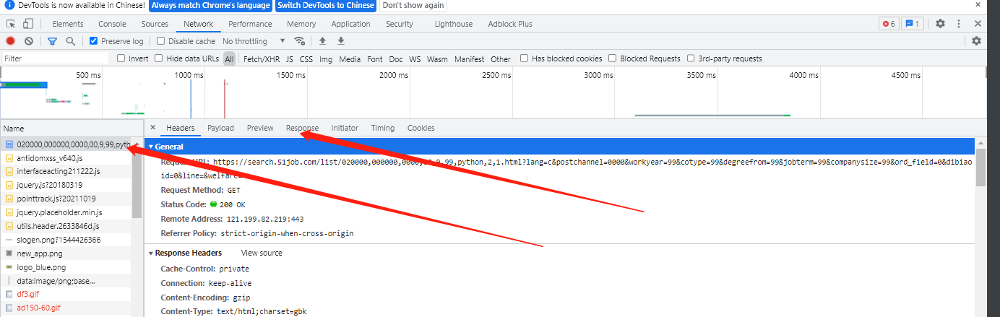 DevTools is now available in Chinese! Always match Chrome's language Switch DevTools to Chinese Don't show again
Elements Console Sources Network Performance Memory Application Security Lighthouse Adblock Plus 6 1
Preserve log Disable cache No throttling
Filter Invert Hide data URLs All Fetch/XHR JS CSS Img Media Font Doc WS Wasm Manifest Other Has blocked cookies Blocked Requests 3rd-party requests
500 ms 1000 ms 1500 ms 2000 ms 2500 ms 3000 ms 3500 ms 4000 ms 4500 ms
Name
Headers Payload Preview Response Initiator Timing Cookies
020000,000000,0000,00,9,99,pyth
antidomxss_v640.js
interfaceacting211222.js
jquery.js?20180319
pointtrack.js?20211019
jquery.placeholder.min.js
utils.header.2633846d.js
slogen.png?1544426366
new_app.png
logo_blue.png
data:image/png;base...
df3.gif
ad150-60.gif
General
URL: https://search.51job.com/list/020000,000000,0000,00,9,99,python,2,1.html?lang=c&postchannel=0000&workyear=99&cotype=99&degreefrom=99&jobterm=99&companysize=99&ord_field=0&dibiao
id=0&line=&welfare=
Request Method: GET
Status Code: 200 OK
Remote Address: 121.199.82.219:443
Referrer Policy: strict-origin-when-cross-origin
Response Headers View source
Cache-Control: private
Connection: keep-alive
Content-Encoding: gzip
Content-Type: text/html;charset=gbk